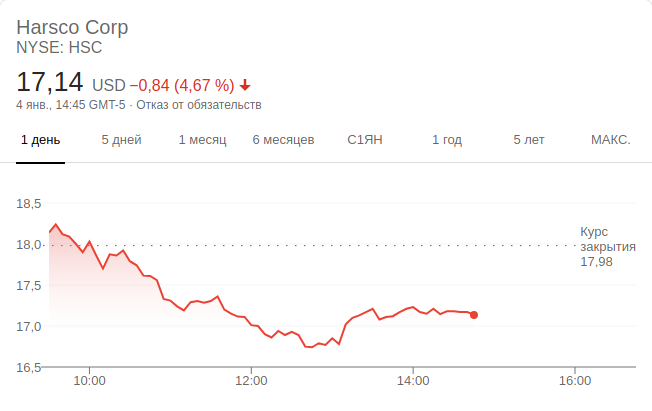 Harsco Corp
NYSE: HSC
17,14 USD −0,84 (4,67 %)
4 янв., 14:45 GMT-5 · Отказ от обязательств
1 день 5 дней 1 месяц 6 месяцев С1ЯН 1 год 5 лет МАКС.
18,5
18,0
17,5
17,0
16,5
Курс
закрытия
17,98
10:00 12:00 14:00 16:00